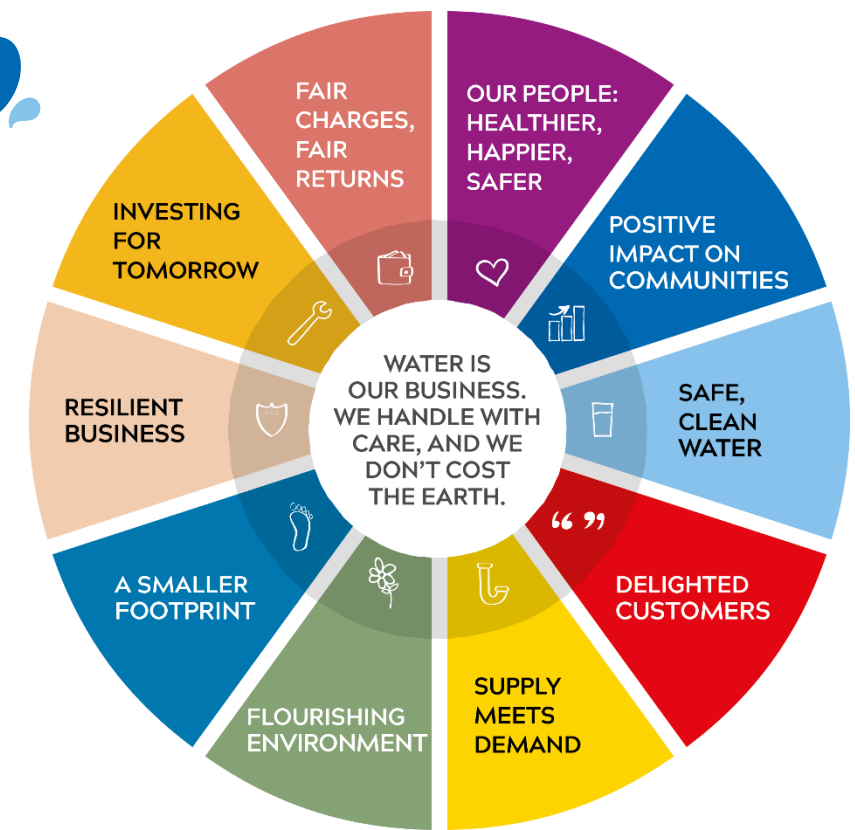 FAIR
CHARGES,
FAIR
RETURNS
OUR PEOPLE:
HEALTHIER,
HAPPIER,
SAFER
POSITIVE
IMPACT ON
COMMUNITIES
SAFE,
CLEAN
WATER
DELIGHTED
CUSTOMERS
SUPPLY
MEETS
DEMAND
FLOURISHING
ENVIRONMENT
A SMALLER
FOOTPRINT
RESILIENT
BUSINESS
INVESTING
FOR
TOMORROW
WATER IS
OUR BUSINESS.
WE HANDLE WITH
CARE, AND WE
DON'T COST
THE EARTH.